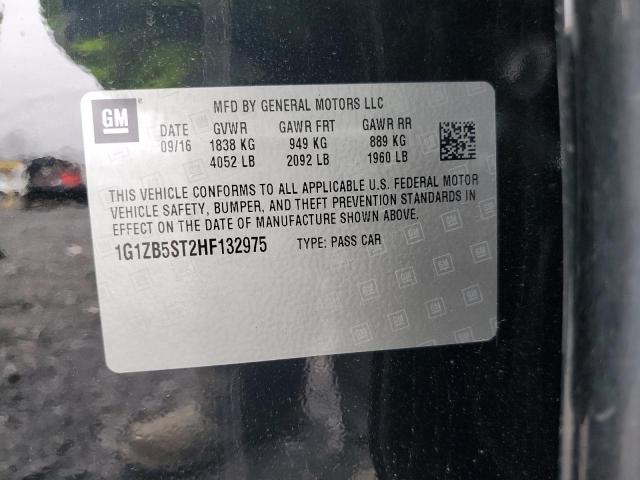 GM
MFD BY GENERAL MOTORS LLC
DATE GVWR GAWR FRT GAWR RR
09/16 1838 KG 949 KG 889 KG
4052 LB 2092 LB 1960 LB
THIS VEHICLE CONFORMS TO ALL APPLICABLE U.S. FEDERAL MOTOR
VEHICLE SAFETY, BUMPER, AND THEFT PREVENTION STANDARDS IN
EFFECT ON THE DATE OF MANUFACTURE SHOWN ABOVE.
1G1ZB5ST2HF132975 TYPE: PASS CAR